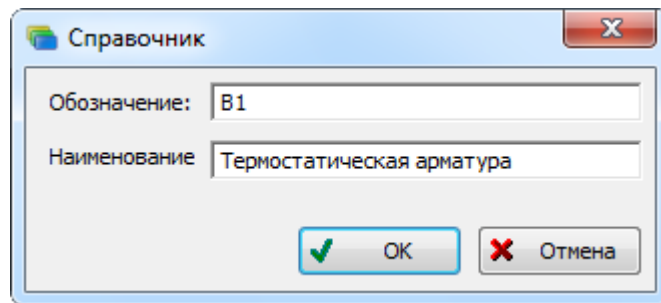 Справочник
Обозначение: В1
Наименование Термостатическая арматура
ОК Отмена